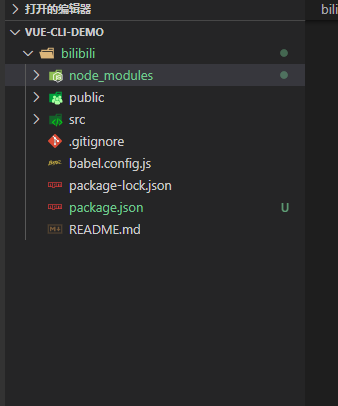 打开的编辑器
bili
VUE-CLI-DEMO
bilibili
node_modules
public
src
.gitignore
babel.config.js
package-lock.json
package.json U
README.md